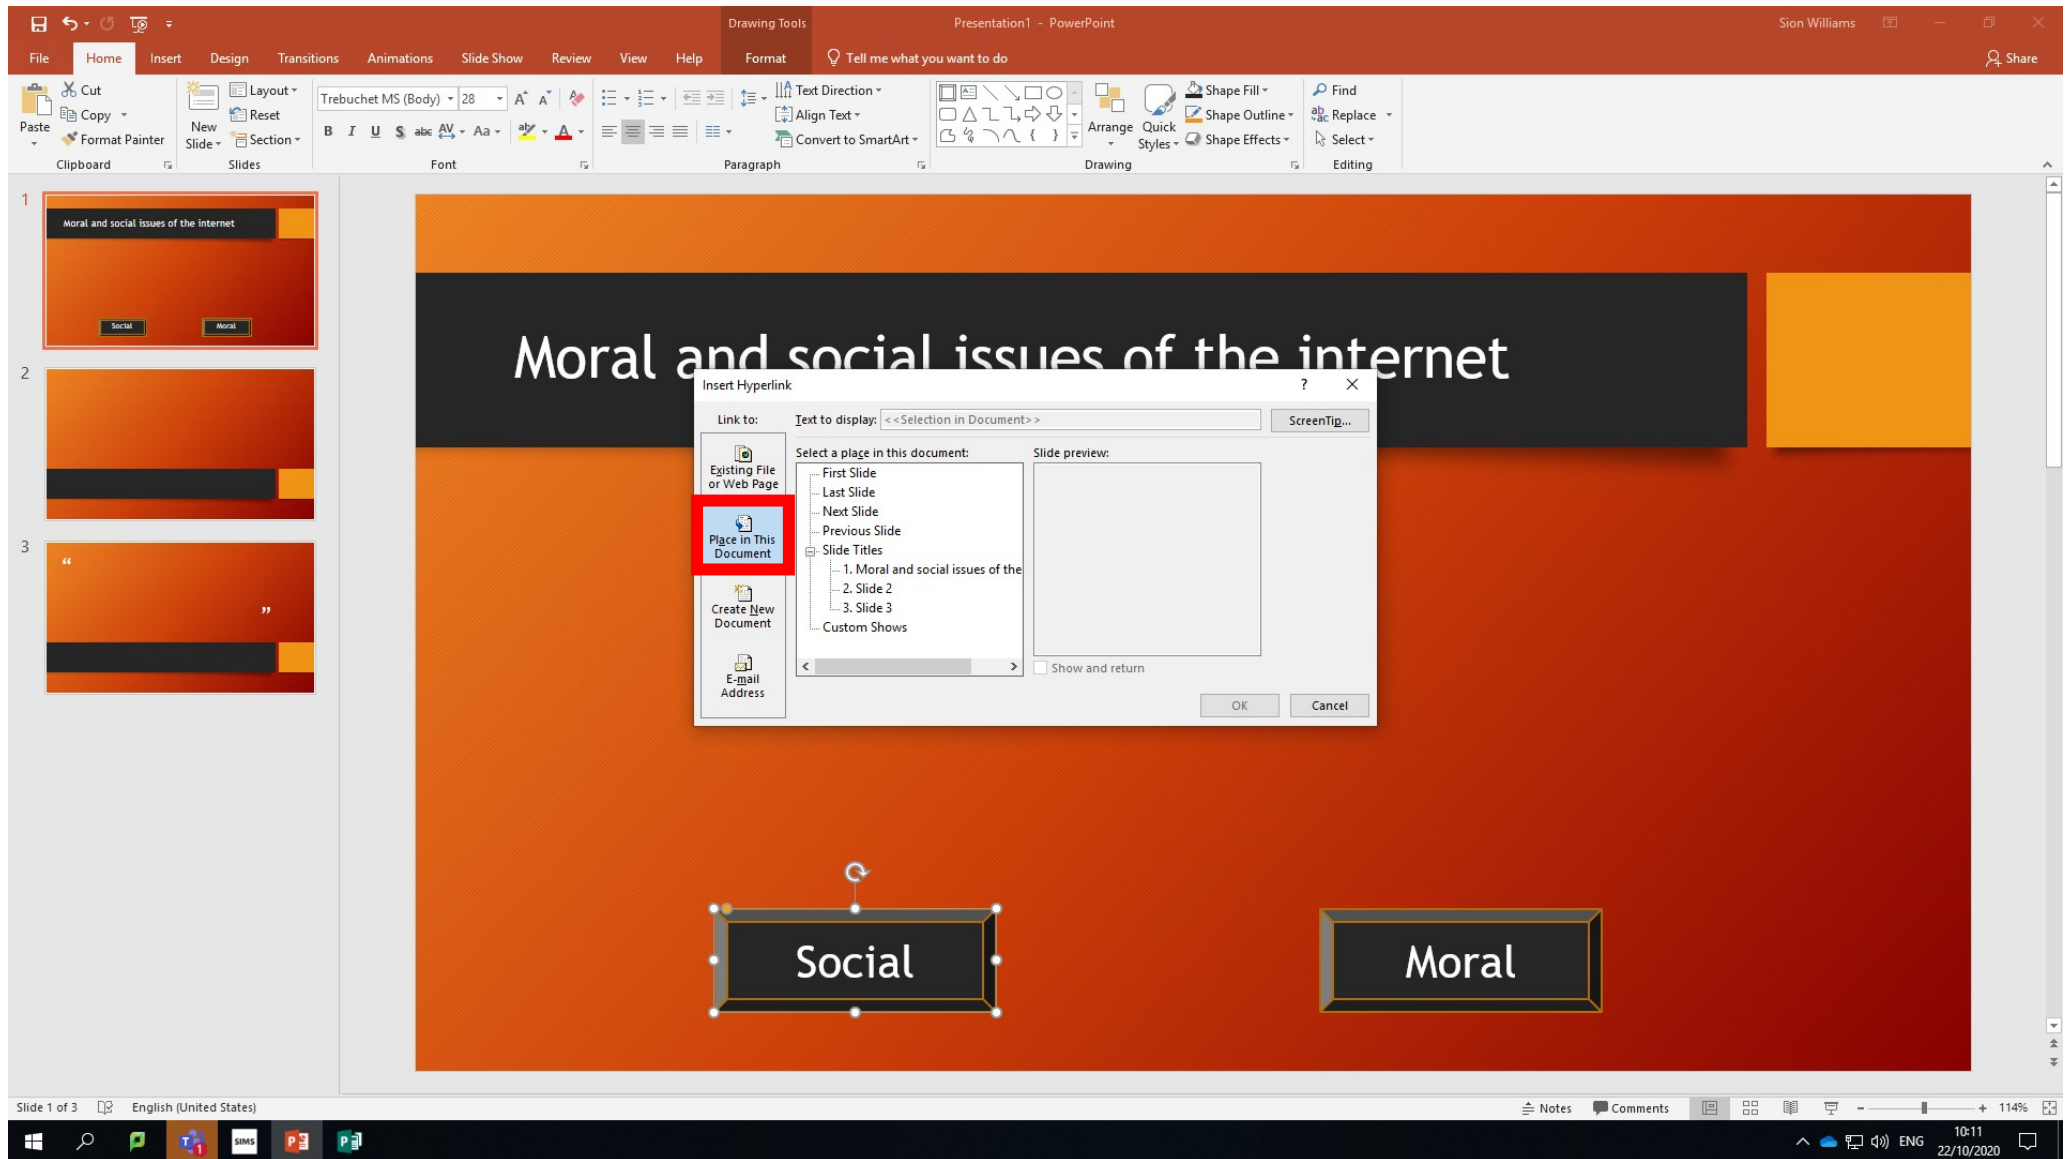 Drawing Tools
Presentation1 - PowerPoint
Sion Williams
File Home Insert Design Transitions Animations Slide Show Review View Help Format Tell me what you want to do Share
Paste
Cut
Copy
Format Painter
Clipboard
New Slide
Layout
Reset
Section
Slides
Trebuchet MS (Body) 28
B I U S abc AV Aa
Font
Text Direction
Align Text
Convert to SmartArt
Paragraph
Arrange
Quick Styles
Shape Fill
Shape Outline
Shape Effects
Drawing
Find
Replace
Select
Editing
1
Moral and social issues of the internet
Social Moral
2
3
“
”
Moral and social issues of the internet
Insert Hyperlink ?
Link to:
Text to display: <<Selection in Document>>
ScreenTip...
Existing File
or Web Page
Place in This
Document
Create New
Document
E-mail
Address
Select a place in this document:
First Slide
Last Slide
Next Slide
Previous Slide
Slide Titles
1. Moral and social issues of the
2. Slide 2
3. Slide 3
Custom Shows
Slide preview:
Show and return
OK Cancel
Social
Moral
Slide 1 of 3 English (United States)
Notes Comments 114%
SIMS
ENG
10:11
22/10/2020